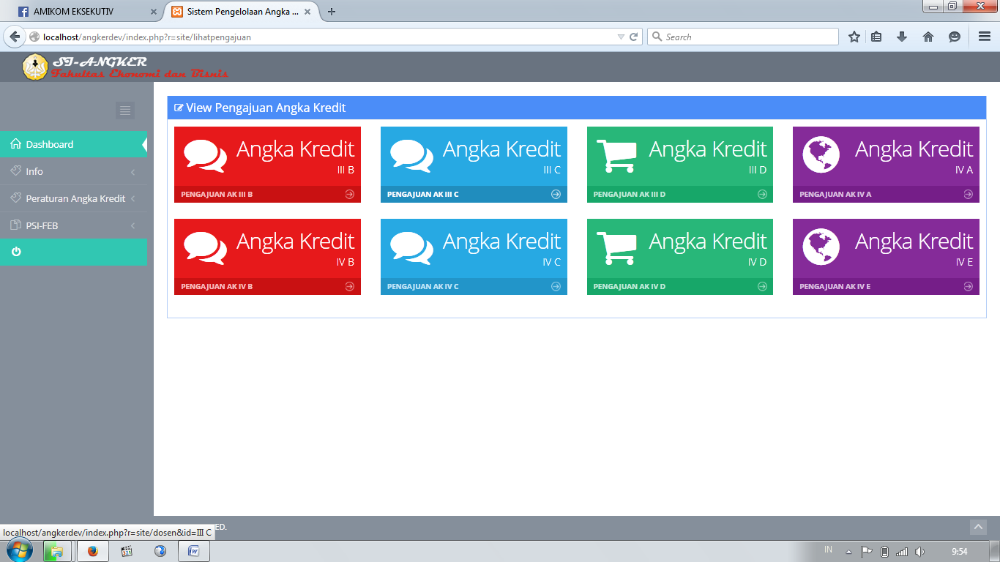 AMIKOM EKSEKUTIV
Sistem Pengelolaan Angka ...
localhost/angkerdev/index.php?r=site/lihatpengajuan
Search
SI-ANGKER
Fakultas Ekonomi dan Bisnis
View Pengajuan Angka Kredit
Dashboard
Info
Peraturan Angka Kredit
PSI-FEB
Angka Kredit
III B
PENGAJUAN AK III B
Angka Kredit
III C
PENGAJUAN AK III C
Angka Kredit
III D
PENGAJUAN AK III D
Angka Kredit
IV A
PENGAJUAN AK IV A
Angka Kredit
IV B
PENGAJUAN AK IV B
Angka Kredit
IV C
PENGAJUAN AK IV C
Angka Kredit
IV D
PENGAJUAN AK IV D
Angka Kredit
IV E
PENGAJUAN AK IV E
ED.
localhost/angkerdev/index.php?r=site/dosen&id=III C
321
IN
9:54